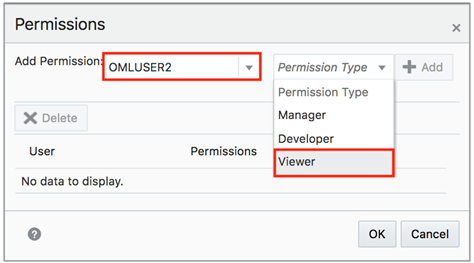 Permissions
Add Permission: OMLUSER2 Permission Type Add
Permission Type
Manager
Developer
Viewer
Delete
User Permissions
No data to display.
OK Cancel